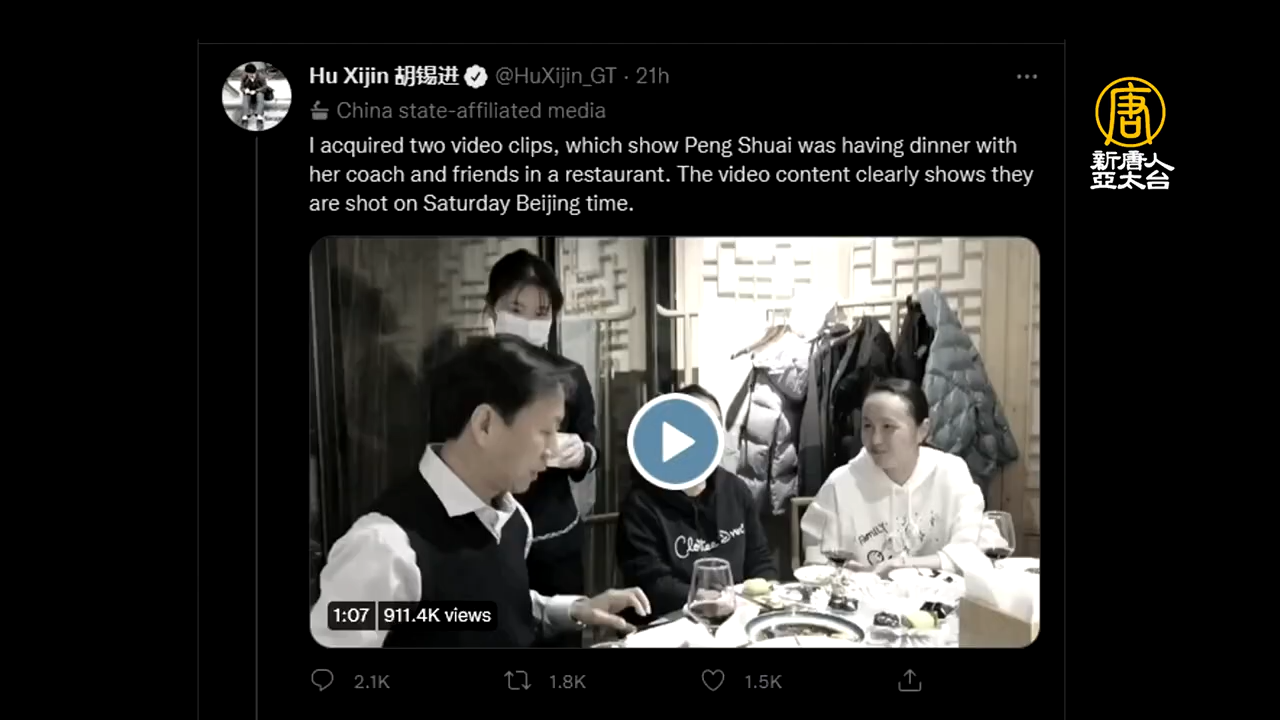 Hu Xijin 胡锡进 @HuXijin_GT · 21h
China state-affiliated media
I acquired two video clips, which show Peng Shuai was having dinner with
her coach and friends in a restaurant. The video content clearly shows they
are shot on Saturday Beijing time.
唐
新唐人
亞太台
1:07 911.4K views
2.1K 1.8K 1.5K